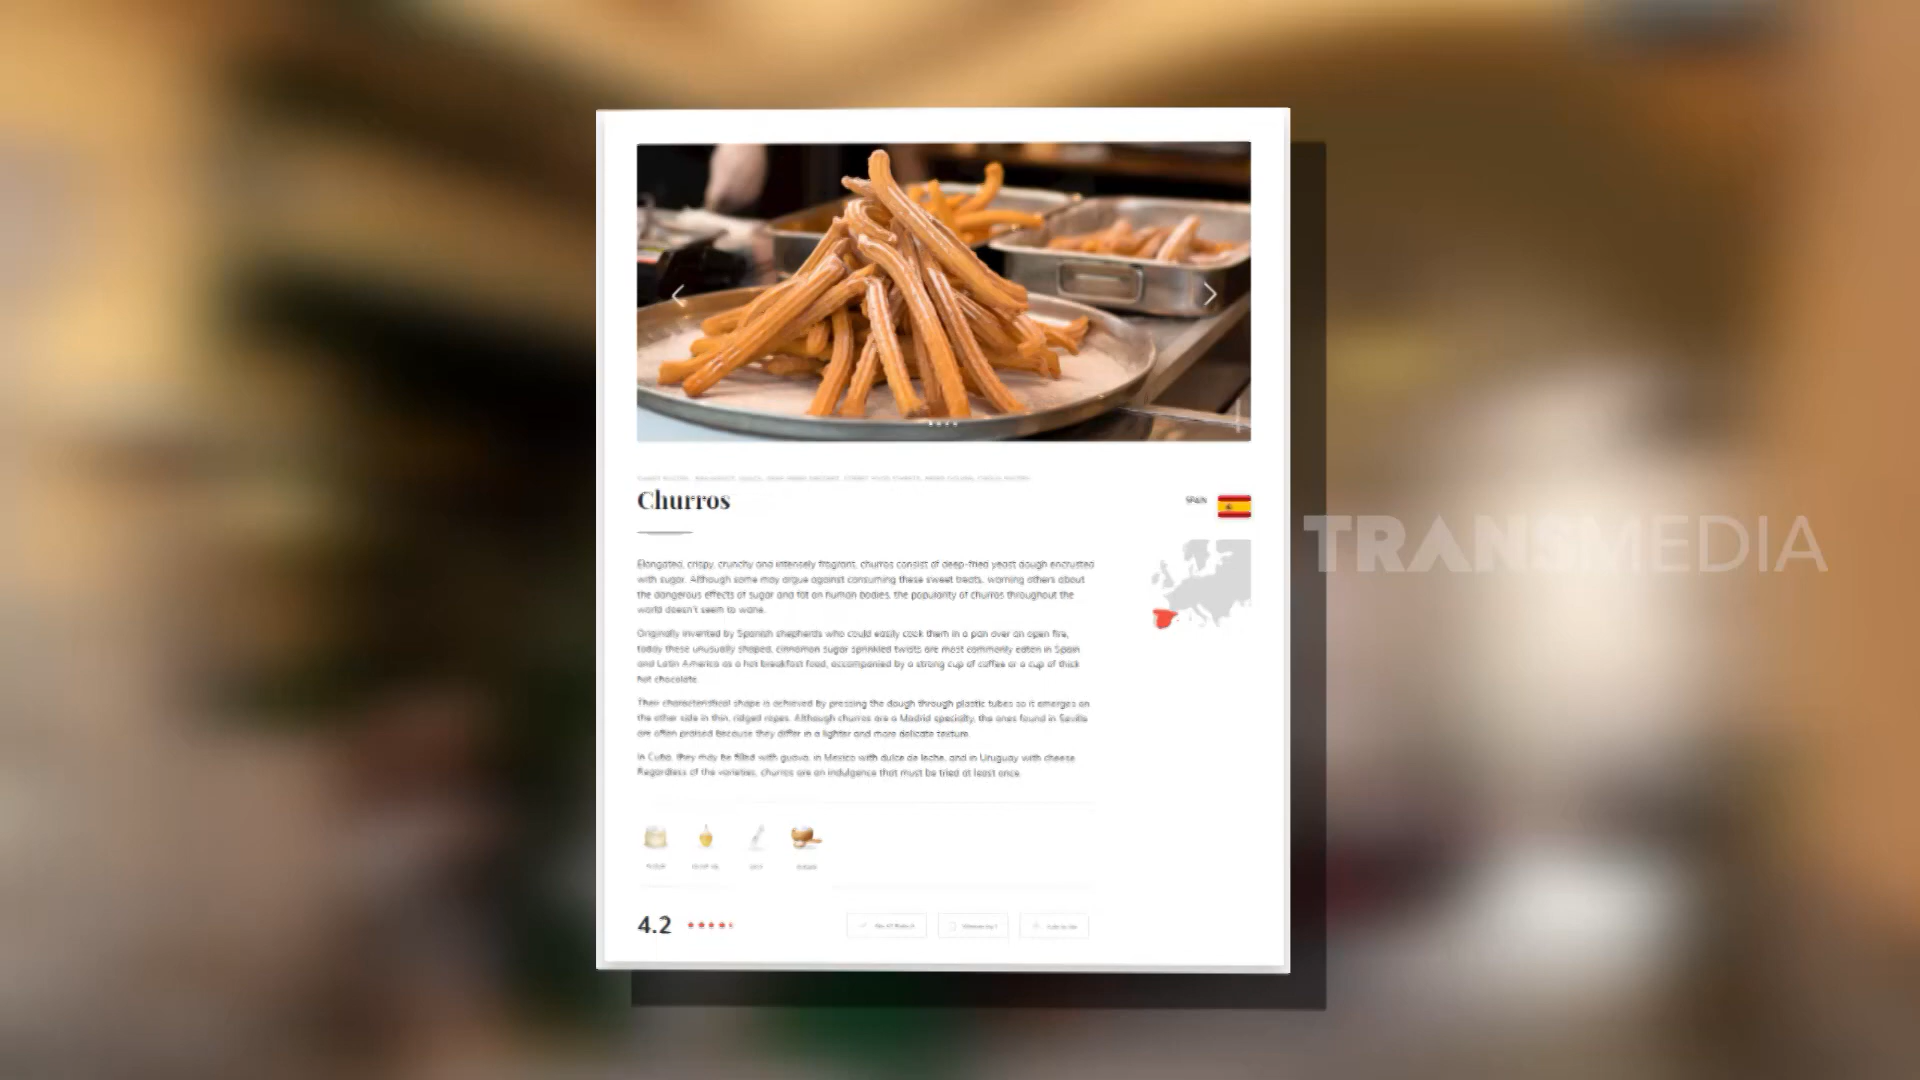 Churros
SPAIN
TRANSMEDIA
Elongated, crispy, crunchy and intensely fragrant, churros consist of deep-fried yeast dough encrusted
with sugar. Although some may argue against consuming these sweet treats, warning others about
the dangerous effects of sugar and fat on human bodies, the popularity of churros throughout the
world doesn't seem to wane.
Originally invented by Spanish shepherds who could easily cook them in a pan over an open fire,
today these unusually shaped, cinnamon sugar sprinkled twists are most commonly eaten in Spain
and Latin America as a hot breakfast food, accompanied by a strong cup of coffee or a cup of thick
hot chocolate.
Their characteristical shape is achieved by pressing the dough through plastic tubes so it emerges on
the other side in thin, ridged ropes. Although churros are a Madrid specialty, the ones found in Seville
are often praised because they differ in a lighter and more delicate texture.
In Cuba, they may be filled with guava, in Mexico with dulce de leche, and in Uruguay with cheese.
Regardless of the varieties, churros are an indulgence that must be tried at least once.
4.2